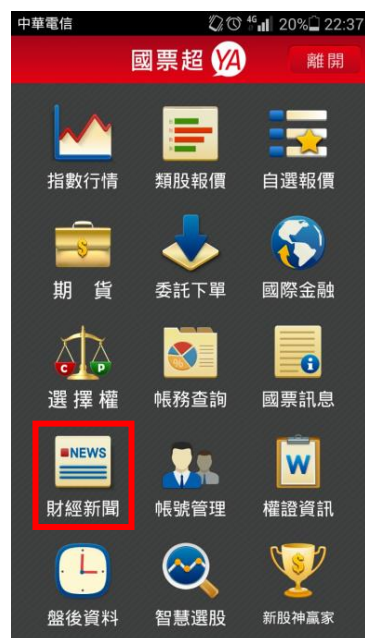 中華電信 4G 20% 22:37
國票超 YA 離開
指數行情 類股報價 自選報價
$
期 貨 委託下單 國際金融
C P
選擇權 帳務查詢 國票訊息
NEWS W
財經新聞 帳號管理 權證資訊
$
盤後資料 智慧選股 新股神贏家